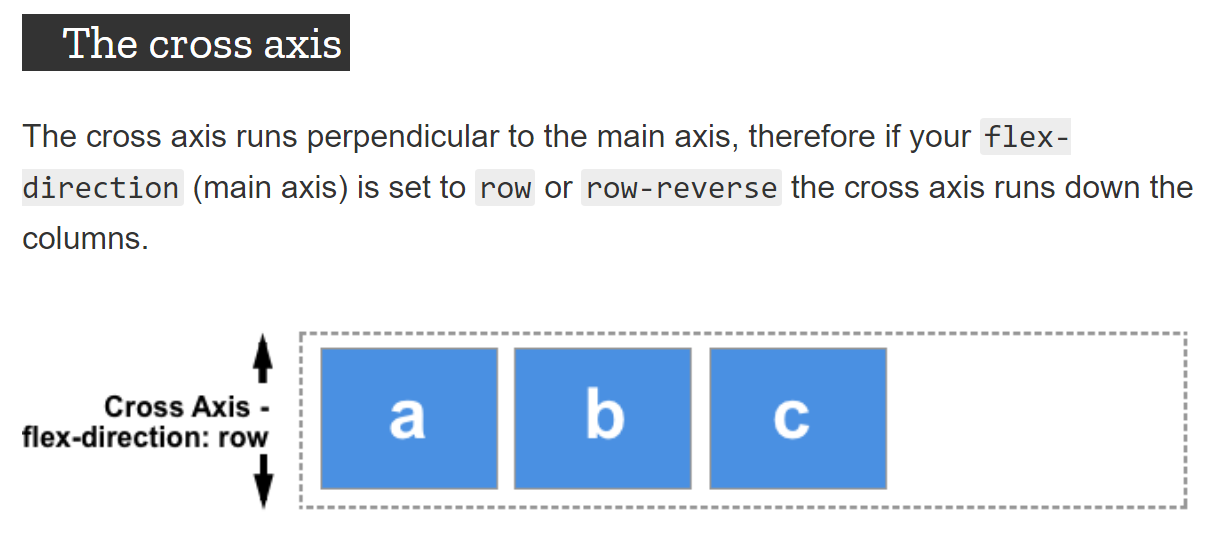 The cross axis
The cross axis runs perpendicular to the main axis, therefore if your flex-
direction (main axis) is set to row or row-reverse the cross axis runs down the
columns.
Cross Axis -
flex-direction: row
a b c